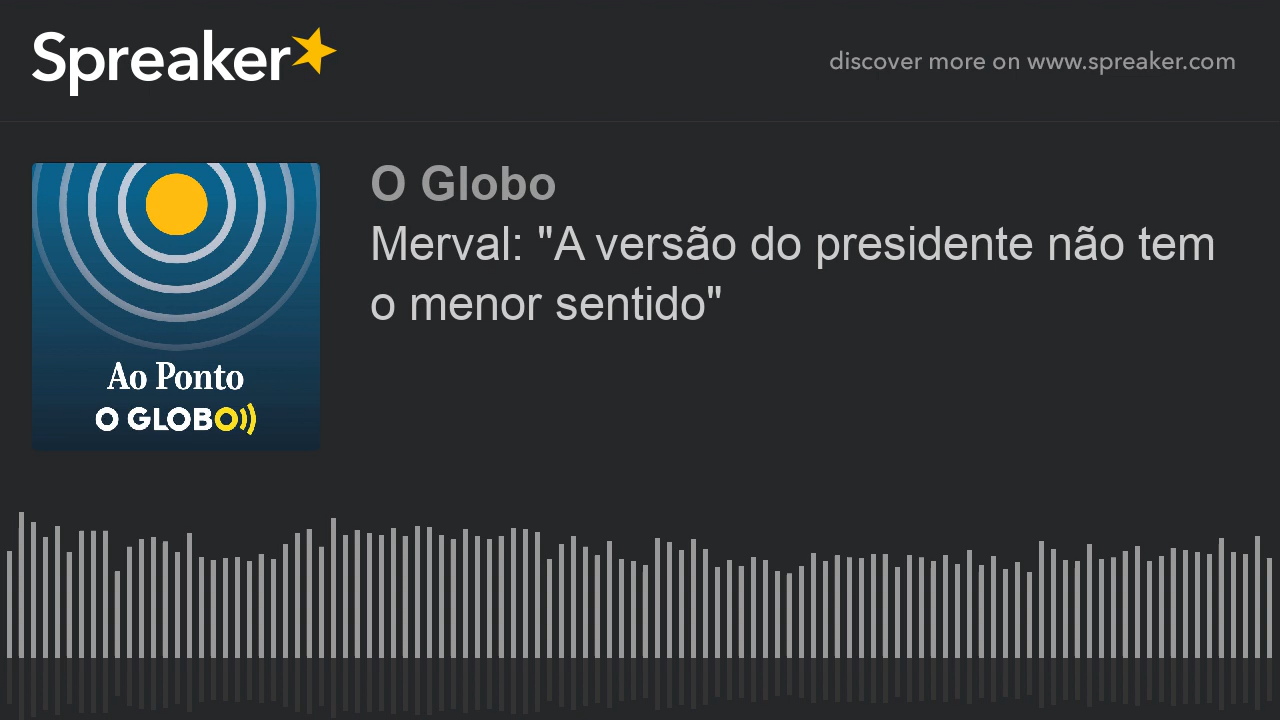 Spreaker
discover more on www.spreaker.com
O Globo
Merval: "A versão do presidente não tem
o menor sentido"
Ao Ponto
O GLOBO